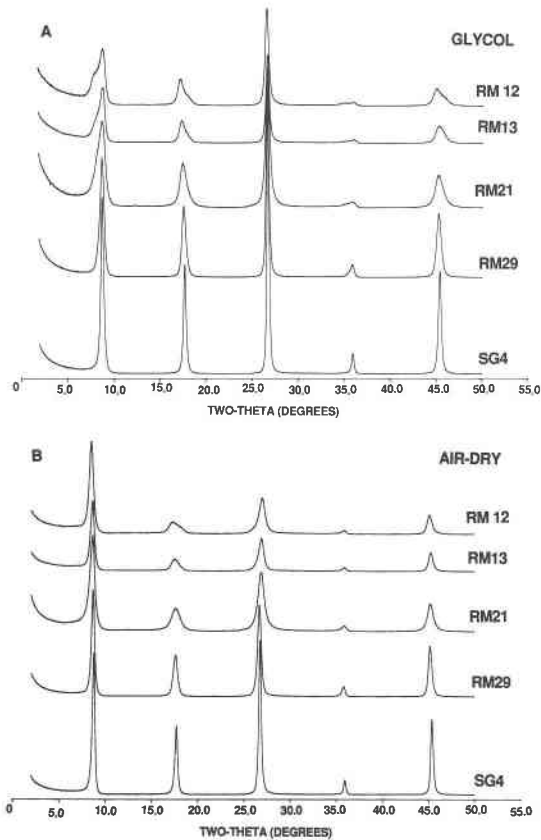 A
GLYCOL
RM 12
RM13
RM21
RM29
SG4
0 5,0 10.0 15.0 20.0 25.0 30.0 35.0 40.0 45.0 50.0 55.0
TWO-THETA (DEGREES)
B
AIR-DRY
RM 12
RM13
RM21
RM29
SG4
0 5.0 10.0 15.0 20.0 25.0 30.0 35.0 40.0 45.0 50.0 55.0
TWO-THETA (DEGREES)